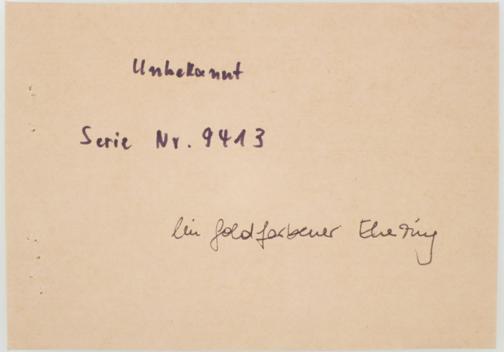 Unbekannt
Serie Nr. 9413
Ein goldfarbener Ehering